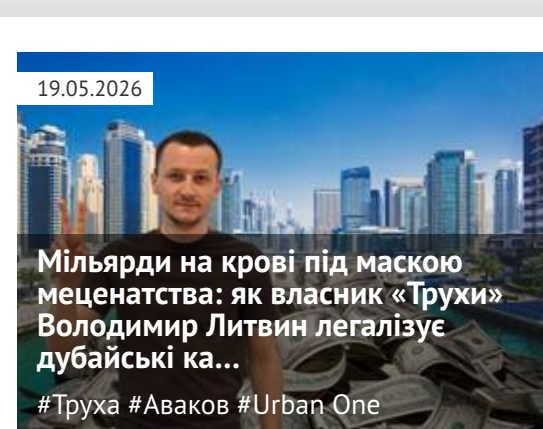 19.05.2026
Мільярди на крові під маскою
меценатства: як власник «Трухи»
Володимир Литвин легалізує
дубайські ка...
#Труха #Аваков #Urban One